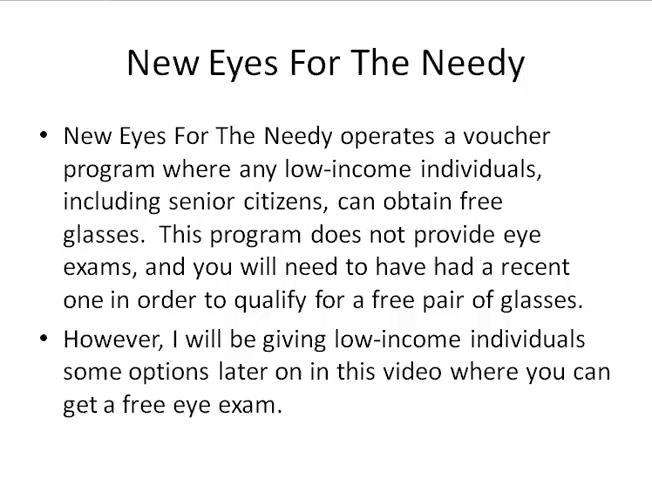 New Eyes For The Needy
• New Eyes For The Needy operates a voucher
program where any low-income individuals,
including senior citizens, can obtain free
glasses.  This program does not provide eye
exams, and you will need to have had a recent
one in order to qualify for a free pair of glasses.
• However, I will be giving low-income individuals
some options later on in this video where you can
get a free eye exam.